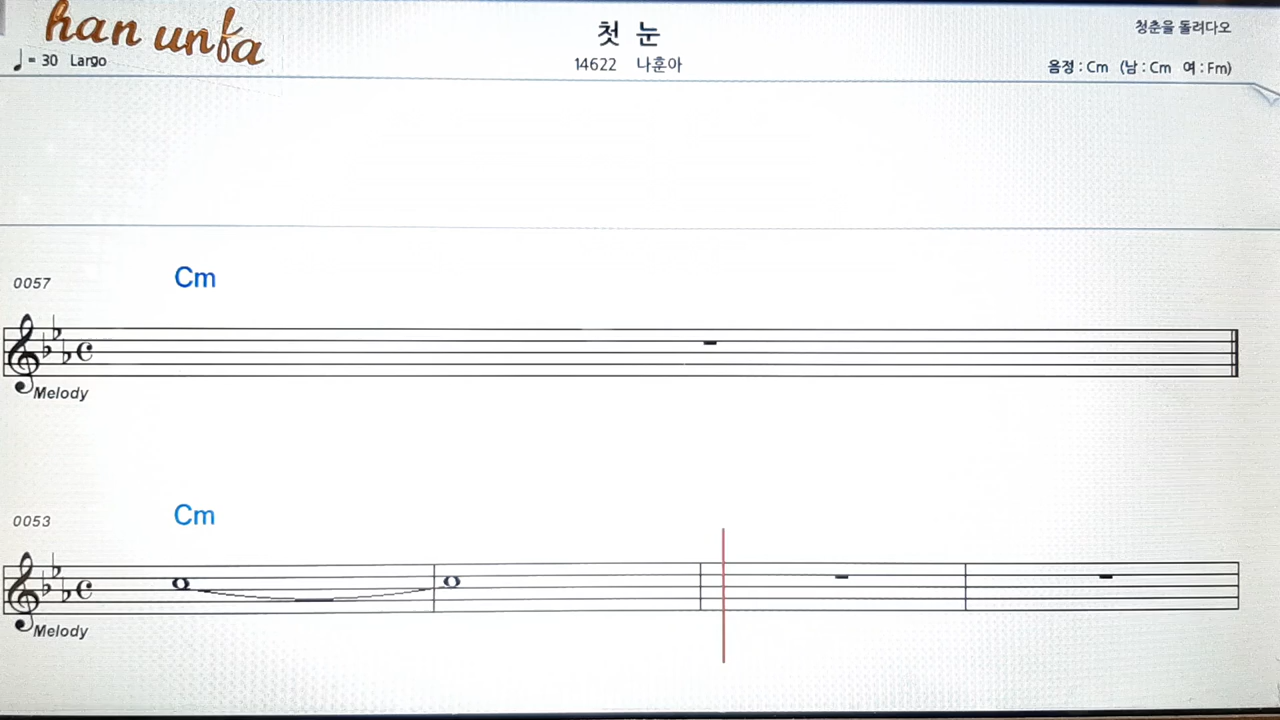 han unfa
첫 눈
청춘을 돌려다오
♩ = 30 Largo
14622 나훈아
음정 : Cm (남 : Cm 여 : Fm)
Cm
0057
Melody
Cm
0053
Melody